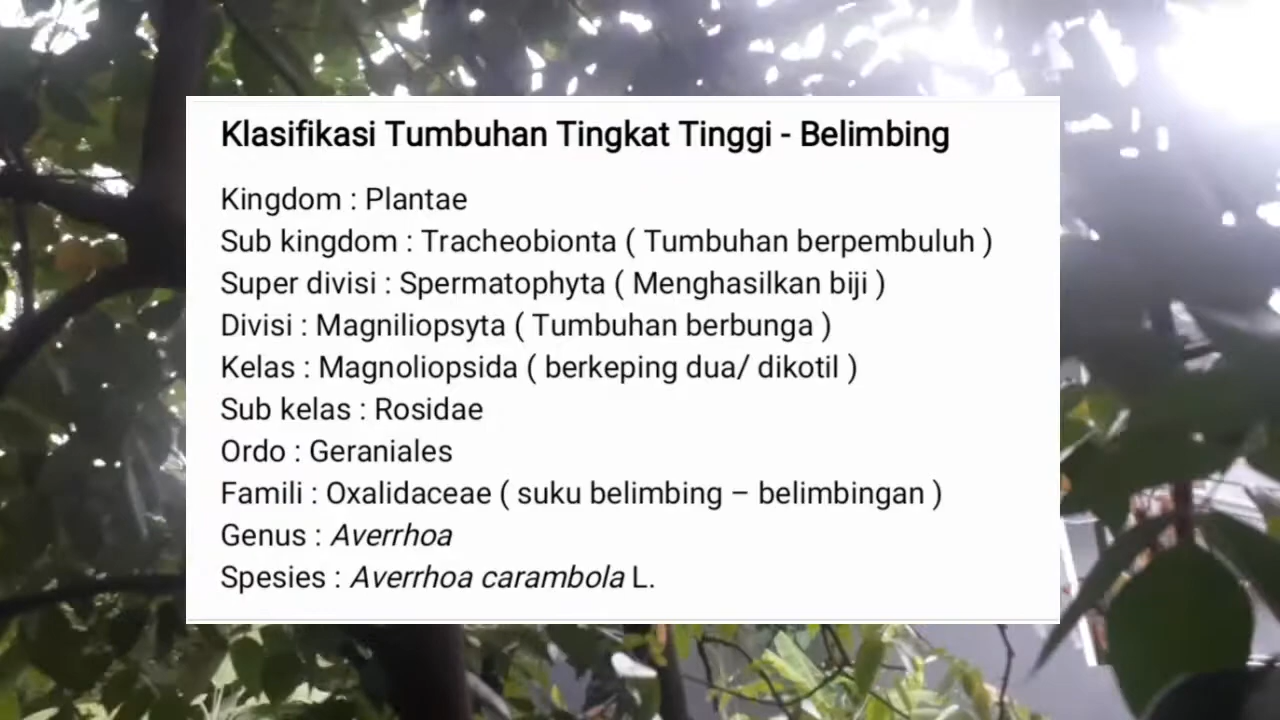 Klasifikasi Tumbuhan Tingkat Tinggi - Belimbing
Kingdom : Plantae
Sub kingdom : Tracheobionta ( Tumbuhan berpembuluh )
Super divisi : Spermatophyta ( Menghasilkan biji )
Divisi : Magniliopsyta ( Tumbuhan berbunga )
Kelas : Magnoliopsida ( berkeping dua/ dikotil )
Sub kelas : Rosidae
Ordo : Geraniales
Famili : Oxalidaceae ( suku belimbing – belimbingan )
Genus : Averrhoa
Spesies : Averrhoa carambola L.